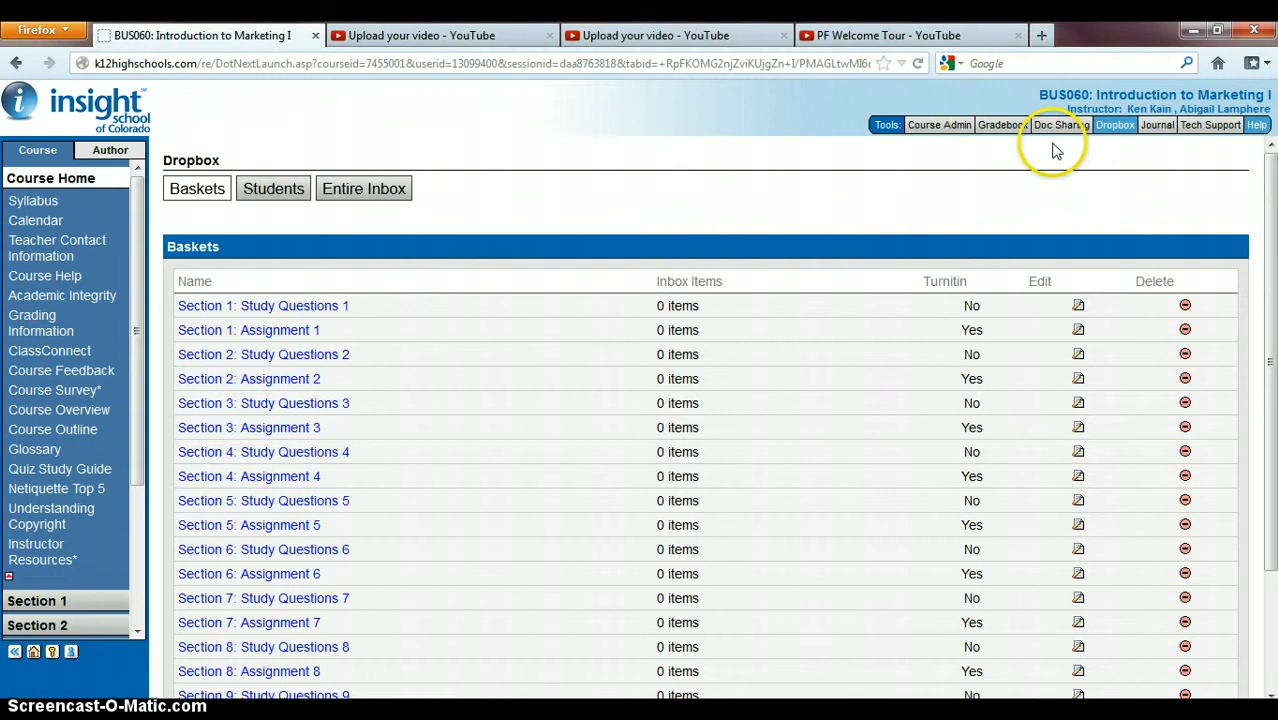 Firefox
BUS060: Introduction to Marketing I
Upload your video - YouTube
Upload your video - YouTube
PF Welcome Tour - YouTube
k12highschools.com/re/DotNextLaunch.asp?courseid=7455001&userid=13099400&sessionid=daa8763818&tabid=
Google
insight
school
of Colorado
BUS060: Introduction to Marketing I
Instructor: Ken Kain , Abigail Lamphere
Tools: Course Admin Gradebook Doc Sharing Dropbox Journal Tech Support Help
Course Author
Course Home
Syllabus
Calendar
Teacher Contact
Information
Course Help
Academic Integrity
Grading
Information
ClassConnect
Course Feedback
Course Survey*
Course Overview
Course Outline
Glossary
Quiz Study Guide
Netiquette Top 5
Understanding
Copyright
Instructor
Resources*
Section 1
Section 2
Dropbox
Baskets Students Entire Inbox
Baskets
Name Inbox Items Turnitin Edit Delete
Section 1: Study Questions 1 0 items No
Section 1: Assignment 1 0 items Yes
Section 2: Study Questions 2 0 items No
Section 2: Assignment 2 0 items Yes
Section 3: Study Questions 3 0 items No
Section 3: Assignment 3 0 items Yes
Section 4: Study Questions 4 0 items No
Section 4: Assignment 4 0 items Yes
Section 5: Study Questions 5 0 items No
Section 5: Assignment 5 0 items Yes
Section 6: Study Questions 6 0 items No
Section 6: Assignment 6 0 items Yes
Section 7: Study Questions 7 0 items No
Section 7: Assignment 7 0 items Yes
Section 8: Study Questions 8 0 items No
Section 8: Assignment 8 0 items Yes
Section 9: Study Questions 9 0 items No
Screencast-O-Matic.com